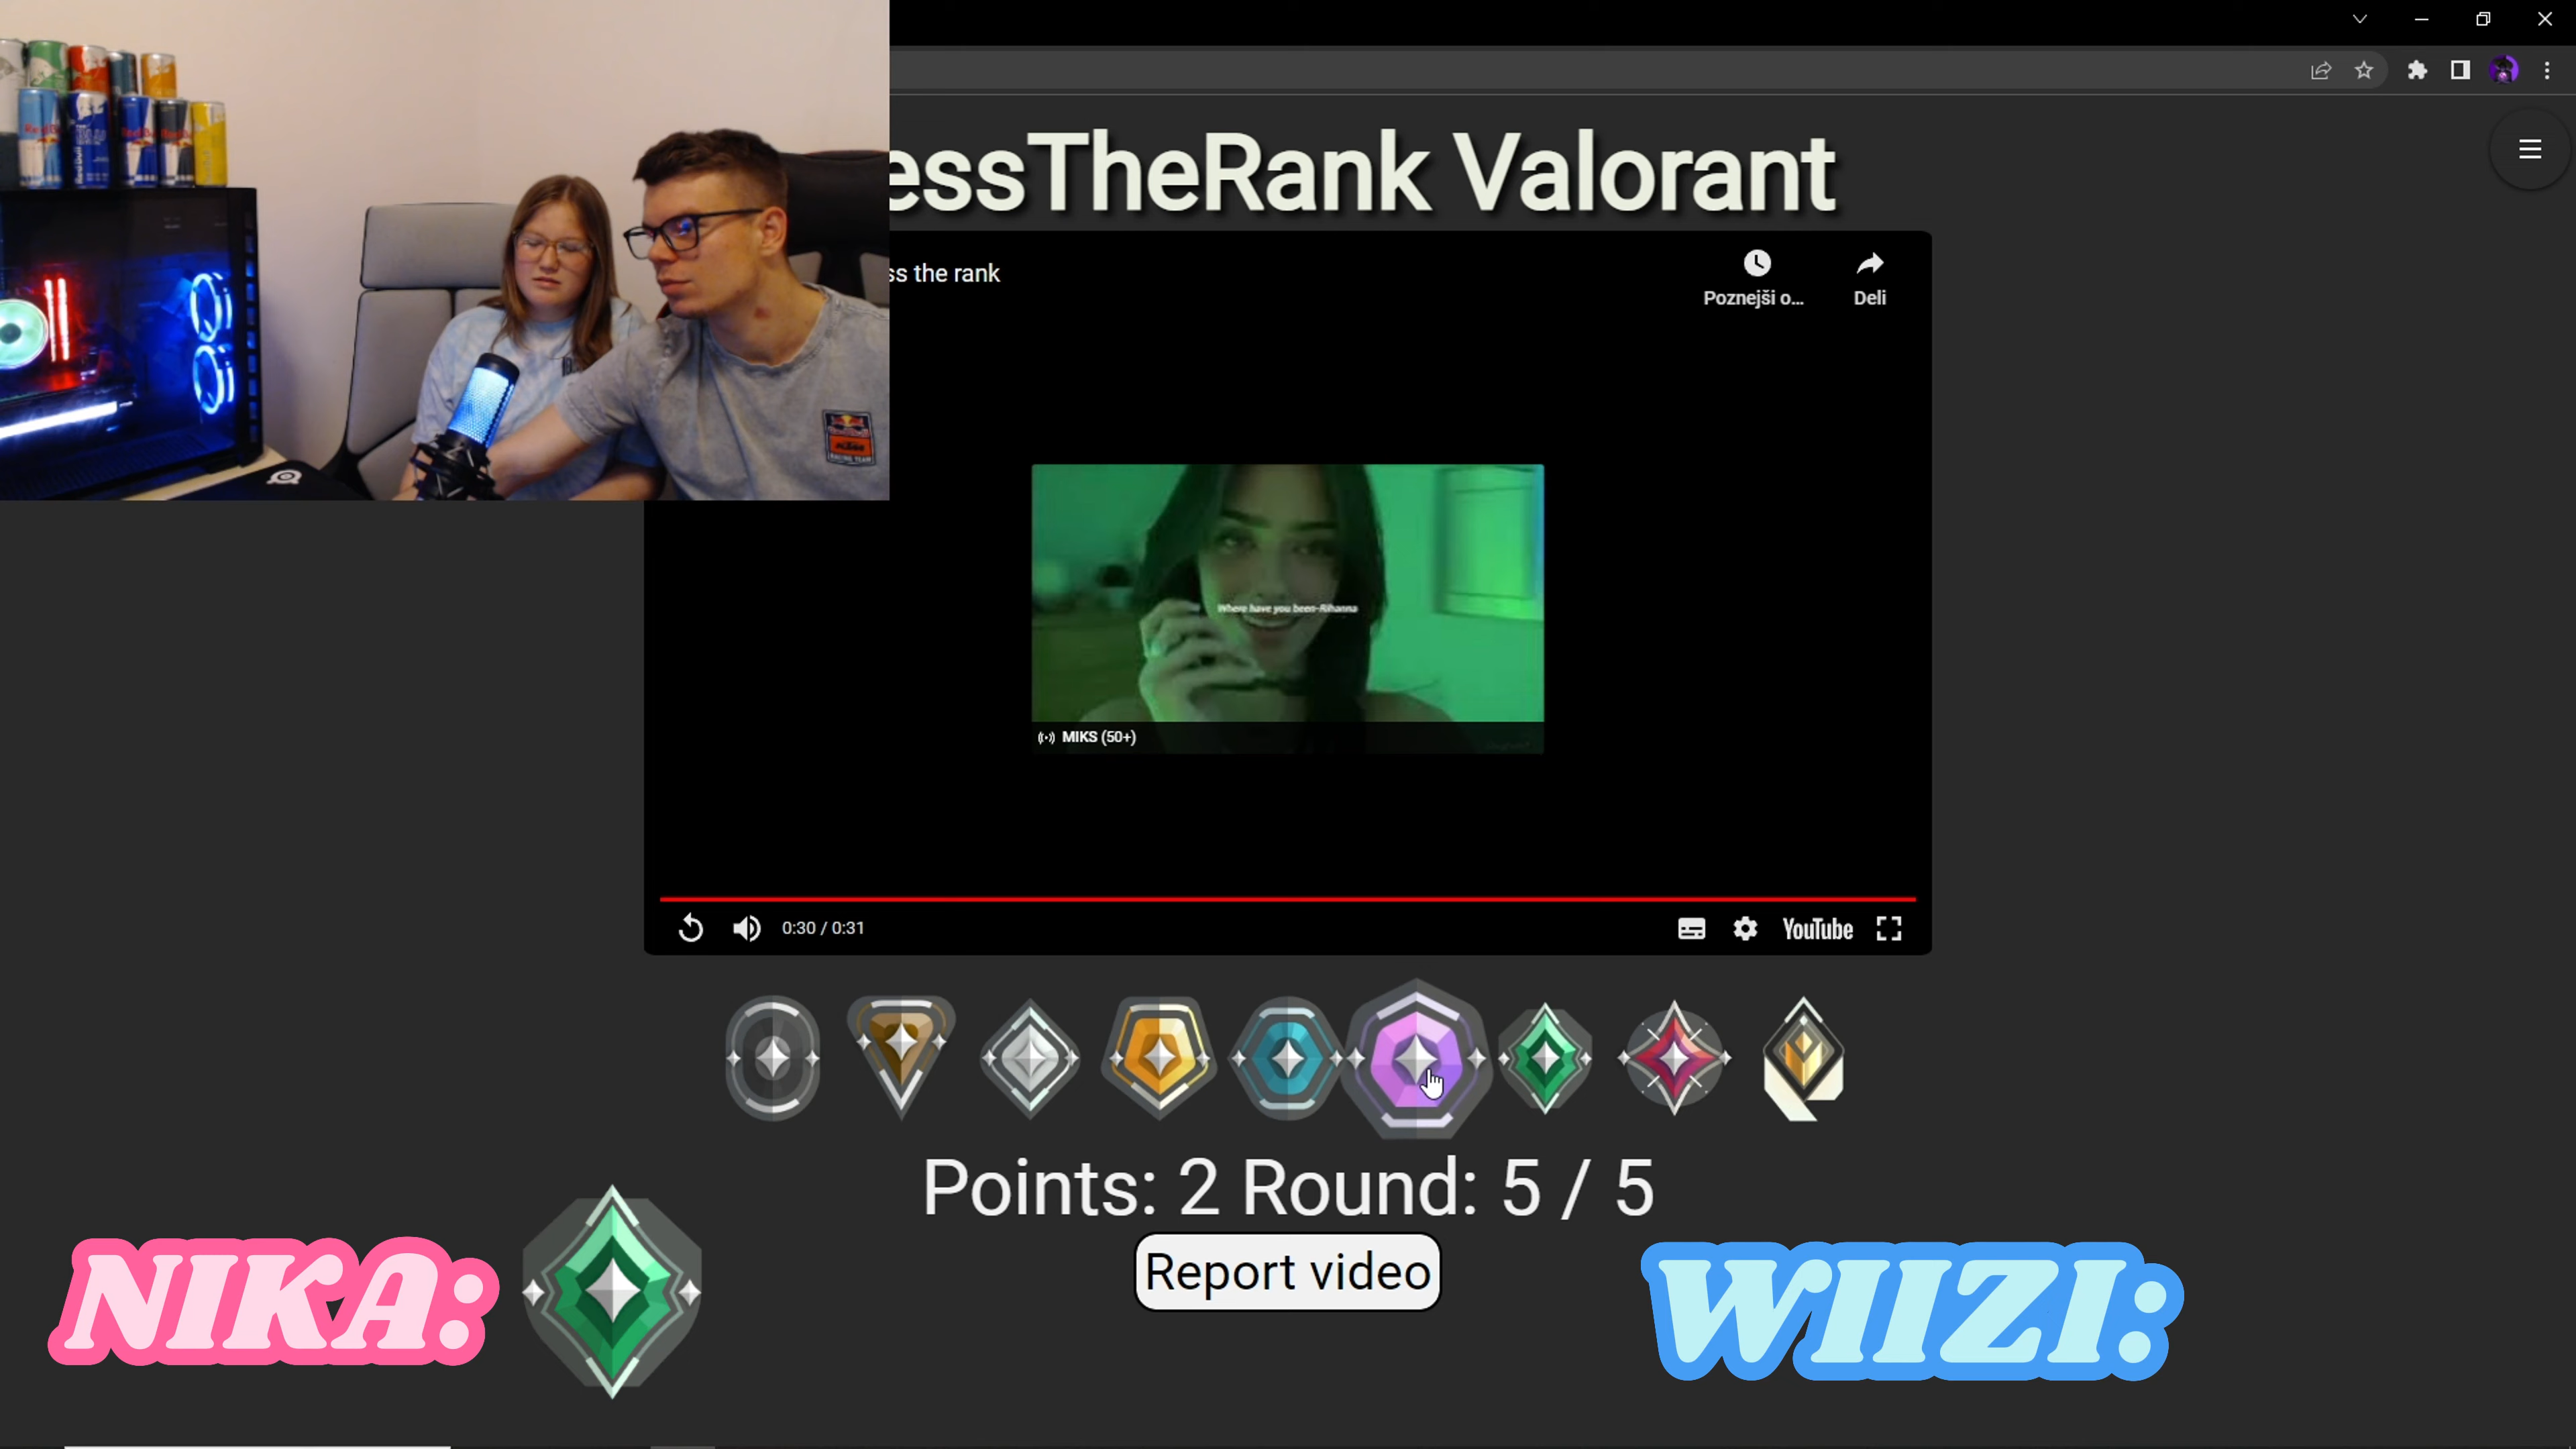 essTheRank Valorant
ss the rank
Poznejši o...
Deli
Where have you been-Rihanna
MIKS (50+)
0:30 / 0:31
YouTube
Points: 2 Round: 5 / 5
Report video
NIKA:
WIIZI: